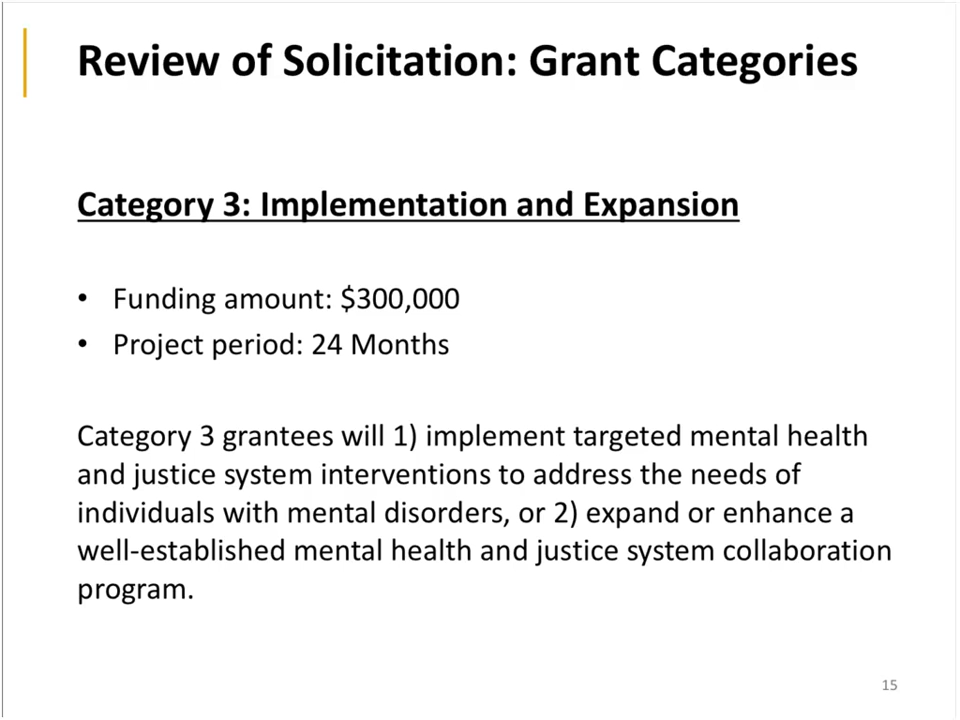 Review of Solicitation: Grant Categories
Category 3: Implementation and Expansion
• Funding amount: $300,000
• Project period: 24 Months
Category 3 grantees will 1) implement targeted mental health
and justice system interventions to address the needs of
individuals with mental disorders, or 2) expand or enhance a
well-established mental health and justice system collaboration
program.
15